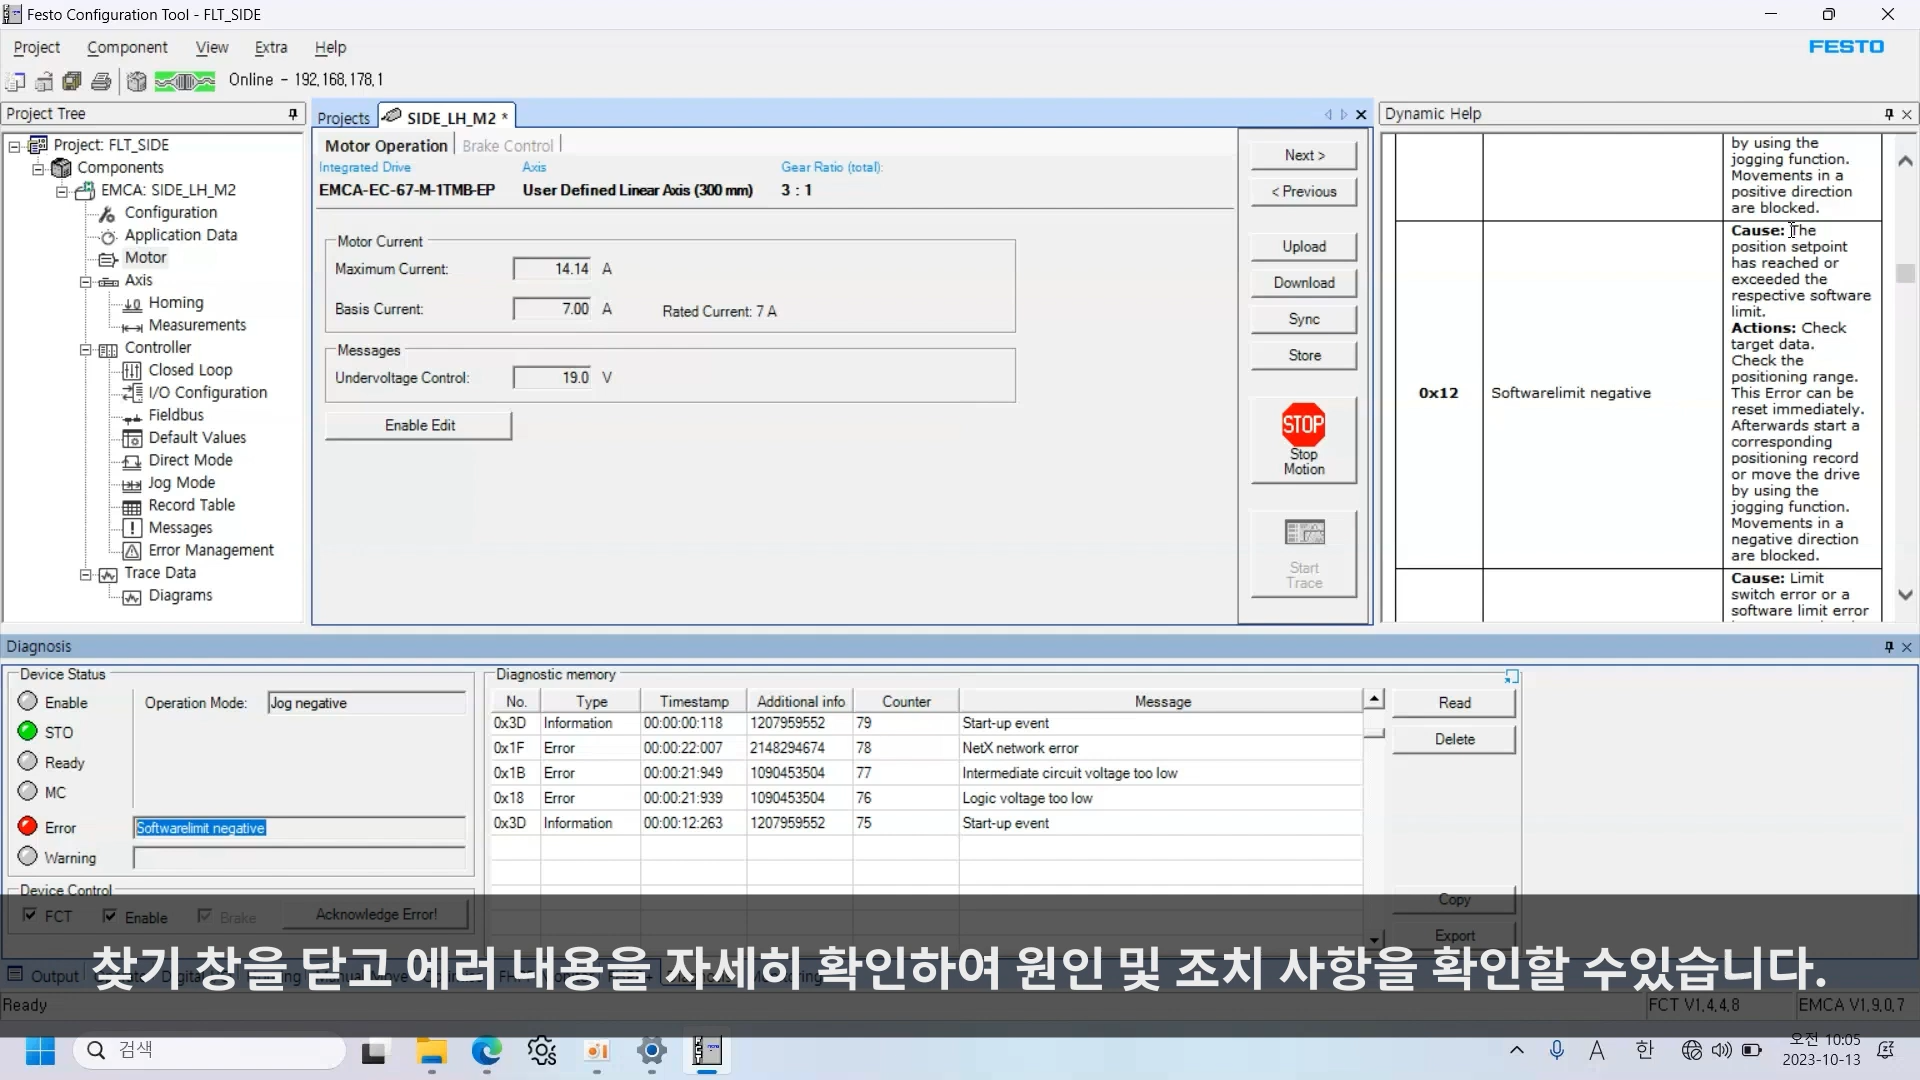 Festo Configuration Tool - FLT_SIDE
Project Component View Extra Help
FESTO
Online - 192,168,178,1
Project Tree
Project: FLT_SIDE
Components
EMCA: SIDE_LH_M2
Configuration
Application Data
Motor
Axis
Homing
Measurements
Controller
Closed Loop
I/O Configuration
Fieldbus
Default Values
Direct Mode
Jog Mode
Record Table
Messages
Error Management
Trace Data
Diagrams
Projects SIDE_LH_M2 *
Motor Operation Brake Control
Integrated Drive Axis Gear Ratio (total):
EMCA-EC-67-M-1TMB-EP User Defined Linear Axis (300 mm) 3 : 1
Motor Current
Maximum Current: 14.14 A
Basis Current: 7.00 A Rated Current: 7 A
Messages
Undervoltage Control: 19.0 V
Enable Edit
Next >
< Previous
Upload
Download
Sync
Store
STOP
Stop
Motion
Start
Trace
Dynamic Help
by using the
jogging function.
Movements in a
positive direction
are blocked.
0x12
Softwarelimit negative
Cause: The
position setpoint
has reached or
exceeded the
respective software
limit.
Actions: Check
target data.
Check the
positioning range.
This Error can be
reset immediately.
Afterwards start a
corresponding
positioning record
or move the drive
by using the
jogging function.
Movements in a
negative direction
are blocked.
Cause: Limit
switch error or a
software limit error
Diagnosis
Device Status
Enable Operation Mode: Jog negative
STO
Ready
MC
Error Softwarelimit negative
Warning
Device Control
FCT Enable Brake Acknowledge Error!
Diagnostic memory
No. Type Timestamp Additional info Counter Message
0x3D Information 00:00:00:118 1207959552 79 Start-up event
0x1F Error 00:00:22:007 2148294674 78 NetX network error
0x1B Error 00:00:21:949 1090453504 77 Intermediate circuit voltage too low
0x18 Error 00:00:21:939 1090453504 76 Logic voltage too low
0x3D Information 00:00:12:263 1207959552 75 Start-up event
Read
Delete
Copy
Export
Output
찾기 창을 닫고 에러 내용을 자세히 확인하여 원인 및 조치 사항을 확인할 수있습니다.
Ready FCT V1,4,4,8 EMCA V1,9,0,7
검색
A 한
오전 10:05
2023-10-13